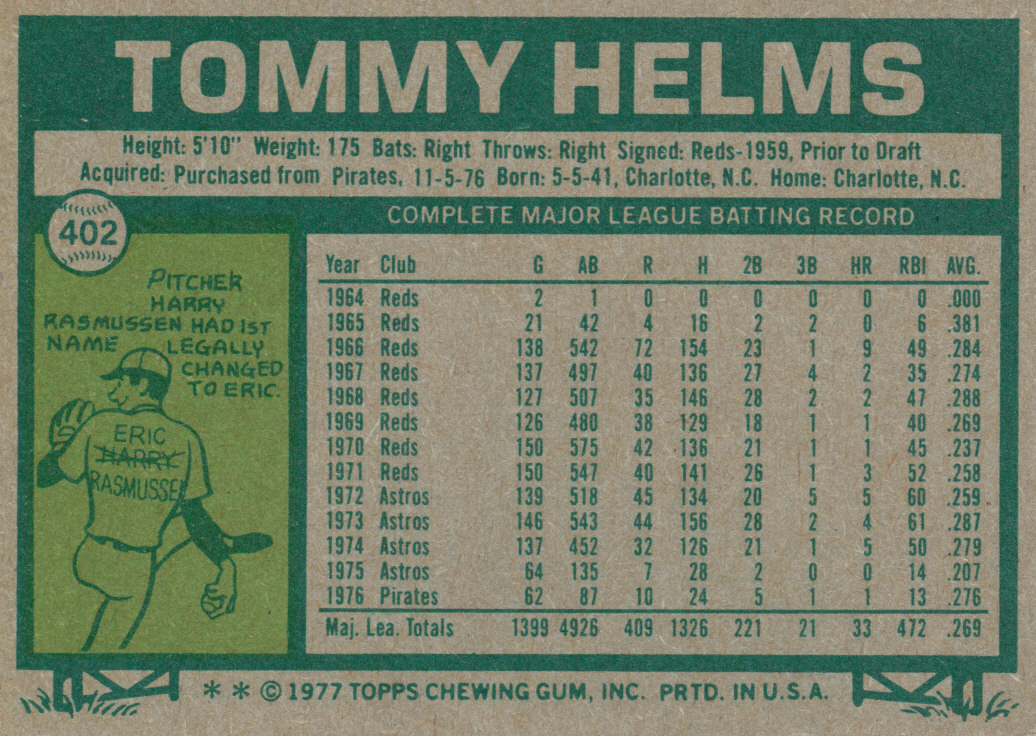 TOMMY HELMS
Height: 5'10" Weight: 175 Bats: Right Throws: Right Signed: Reds-1959, Prior to Draft
Acquired: Purchased from Pirates, 11-5-76 Born: 5-5-41, Charlotte, N.C. Home: Charlotte, N.C.
402
PITCHER
HARRY
RASMUSSEN HAD 1ST
NAME LEGALLY
CHANGED
TO ERIC.
ERIC
HARRY
RASMUSSE
COMPLETE MAJOR LEAGUE BATTING RECORD
Year Club G AB R H 2B 3B HR RBI AVG.
1964 Reds 2 1 0 0 0 0 0 0 .000
1965 Reds 21 42 4 16 2 2 0 6 .381
1966 Reds 138 542 72 154 23 1 9 49 .284
1967 Reds 137 497 40 136 27 4 2 35 .274
1968 Reds 127 507 35 146 28 2 2 47 .288
1969 Reds 126 480 38 129 18 1 1 40 .269
1970 Reds 150 575 42 136 21 1 1 45 .237
1971 Reds 150 547 40 141 26 1 3 52 .258
1972 Astros 139 518 45 134 20 5 5 60 .259
1973 Astros 146 543 44 156 28 2 4 61 .287
1974 Astros 137 452 32 126 21 1 5 50 .279
1975 Astros 64 135 7 28 2 0 0 14 .207
1976 Pirates 62 87 10 24 5 1 1 13 .276
Maj. Lea. Totals 1399 4926 409 1326 221 21 33 472 .269
* * © 1977 TOPPS CHEWING GUM, INC. PRTD. IN U.S.A.